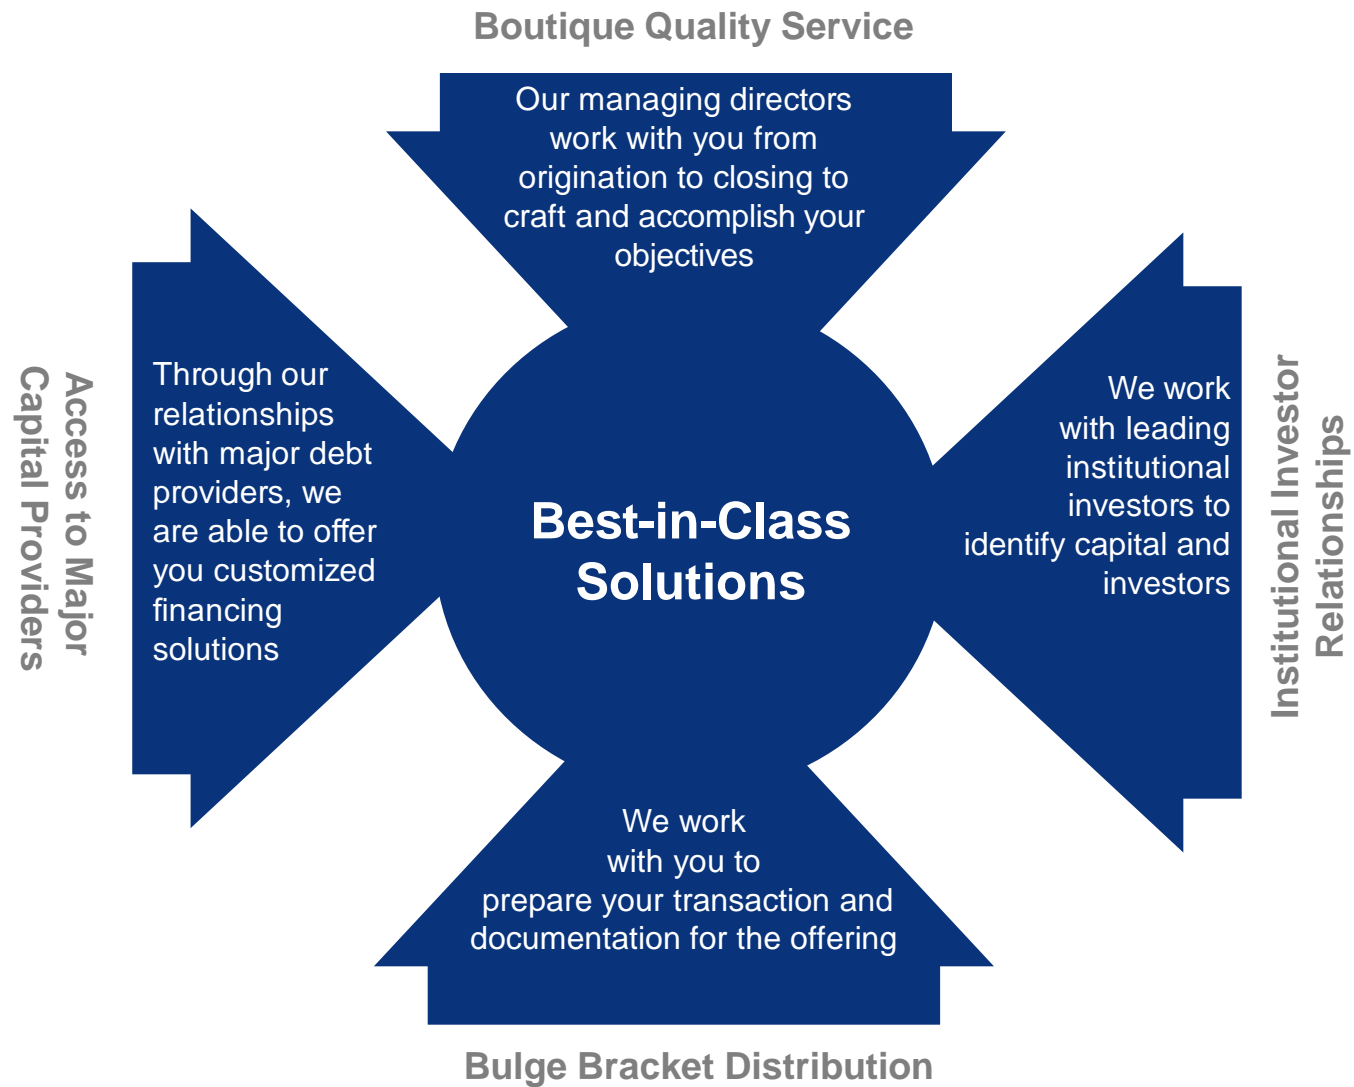 Boutique Quality Service
Our managing directors
work with you from
origination to closing to
craft and accomplish your
objectives
Access to Major
Capital Providers
Through our
relationships
with major debt
providers, we
are able to offer
you customized
financing
solutions
Best-in-Class
Solutions
We work
with leading
institutional
investors to
identify capital and
investors
Institutional Investor
Relationships
We work
with you to
prepare your transaction and
documentation for the offering
Bulge Bracket Distribution